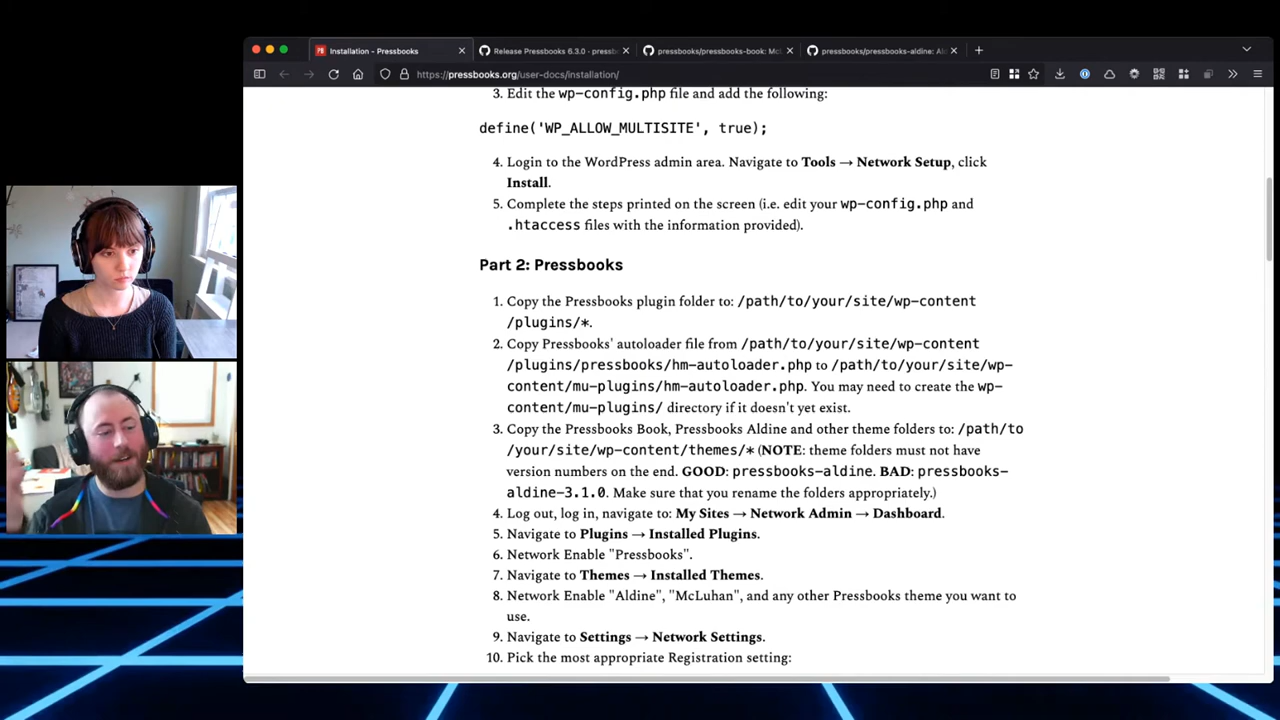 Installation – Pressbooks
Release Pressbooks 6.3.0 · pressb
pressbooks/pressbooks-book: Mc
pressbooks/pressbooks-aldine: Al
https://pressbooks.org/user-docs/installation/
3. Edit the wp-config.php file and add the following:
define('WP_ALLOW_MULTISITE', true);
4. Login to the WordPress admin area. Navigate to Tools → Network Setup, click
Install.
5. Complete the steps printed on the screen (i.e. edit your wp-config.php and
.htaccess files with the information provided).
Part 2: Pressbooks
1. Copy the Pressbooks plugin folder to: /path/to/your/site/wp-content
/plugins/*.
2. Copy Pressbooks' autoloader file from /path/to/your/site/wp-content
/plugins/pressbooks/hm-autoloader.php to /path/to/your/site/wp-
content/mu-plugins/hm-autoloader.php. You may need to create the wp-
content/mu-plugins/ directory if it doesn't yet exist.
3. Copy the Pressbooks Book, Pressbooks Aldine and other theme folders to: /path/to
/your/site/wp-content/themes/* (NOTE: theme folders must not have
version numbers on the end. GOOD: pressbooks-aldine. BAD: pressbooks-
aldine-3.1.0. Make sure that you rename the folders appropriately.)
4. Log out, log in, navigate to: My Sites → Network Admin → Dashboard.
5. Navigate to Plugins → Installed Plugins.
6. Network Enable "Pressbooks".
7. Navigate to Themes → Installed Themes.
8. Network Enable "Aldine", "McLuhan", and any other Pressbooks theme you want to
use.
9. Navigate to Settings → Network Settings.
10. Pick the most appropriate Registration setting: